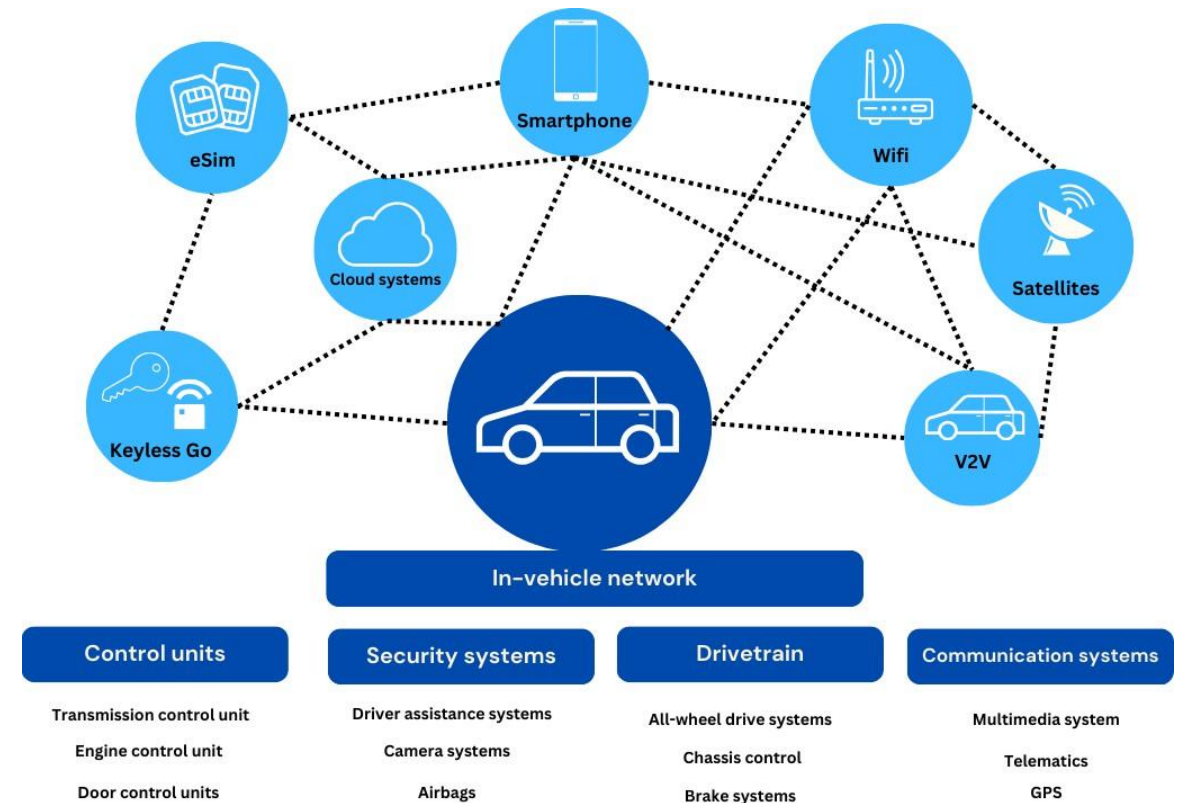 Smartphone
Wifi
eSim
Cloud systems
Satellites
Keyless Go
V2V
In-vehicle network
Control units
Security systems
Drivetrain
Communication systems
Transmission control unit
Driver assistance systems
All-wheel drive systems
Multimedia system
Engine control unit
Camera systems
Chassis control
Telematics
Door control units
Airbags
Brake systems
GPS